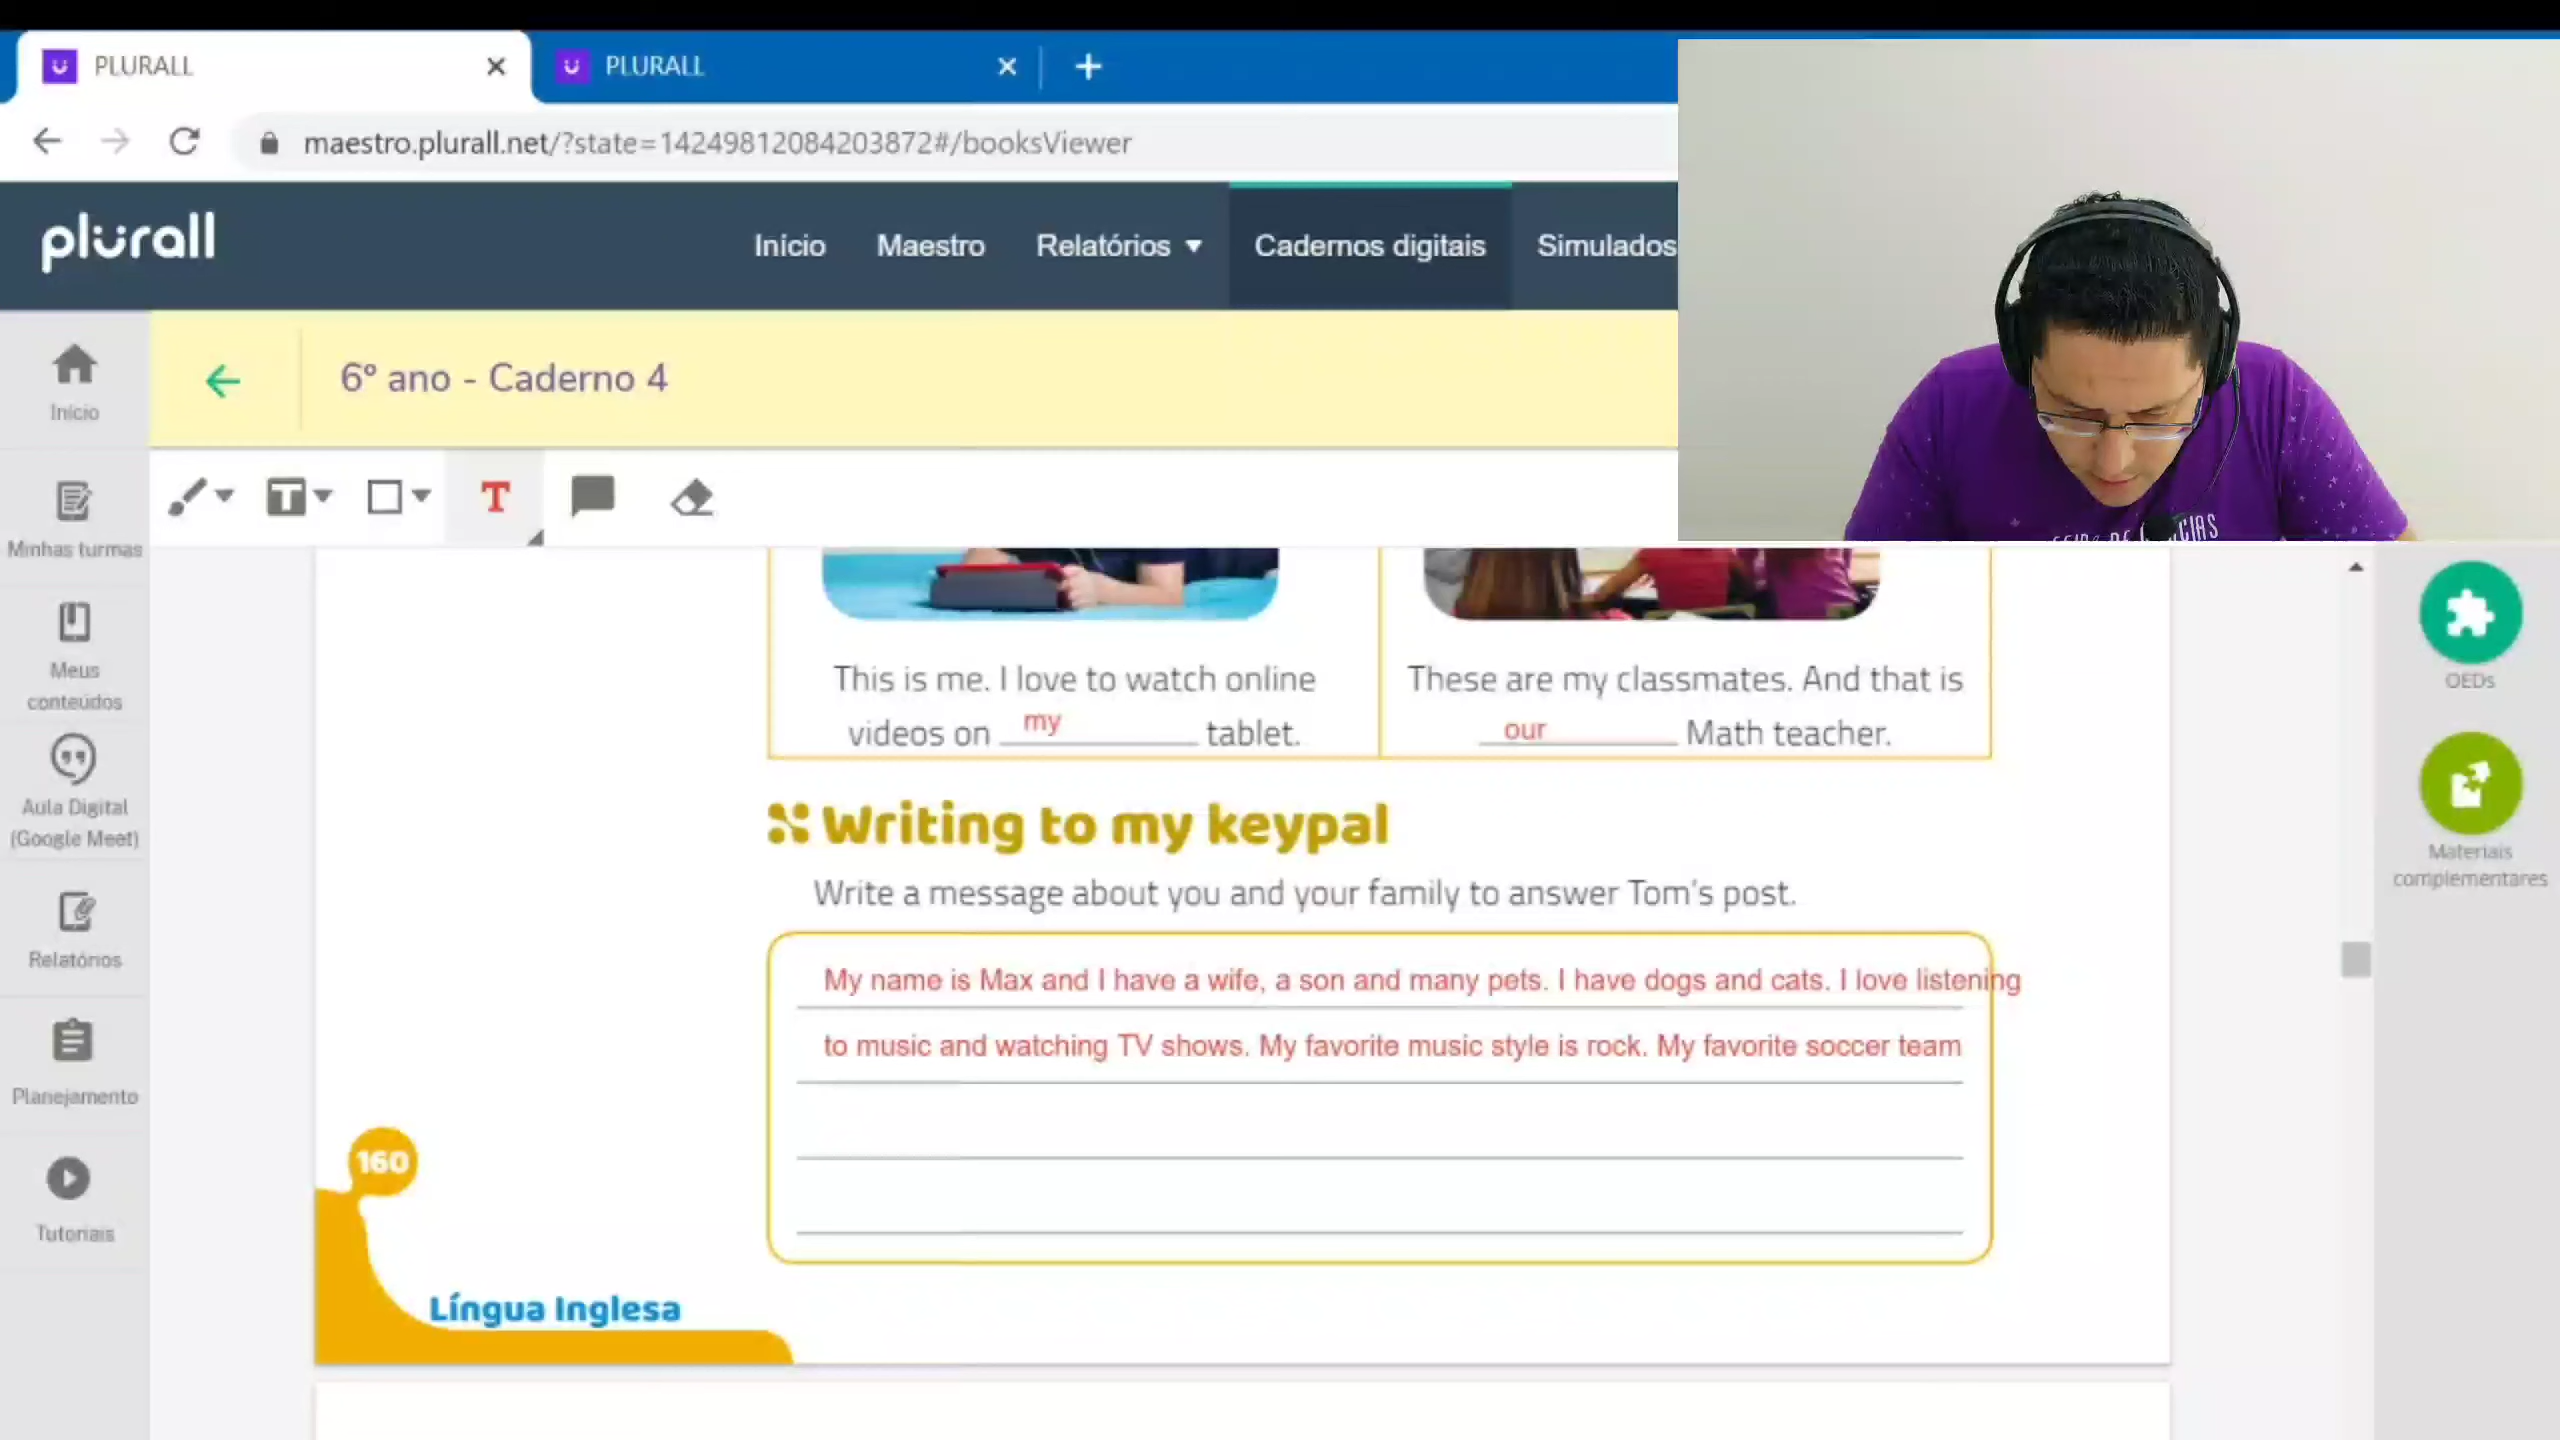 PLURALL
PLURALL
maestro.plurall.net/?state=14249812084203872#/booksViewer
plurall
Início
Maestro
Relatórios
Cadernos digitais
Simulados
6º ano - Caderno 4
Início
Minhas turmas
Meus
conteúdos
Aula Digital
(Google Meet)
Relatórios
Planejamento
Tutoriais
This is me. I love to watch online
videos on my tablet.
These are my classmates. And that is
our Math teacher.
Writing to my keypal
Write a message about you and your family to answer Tom's post.
My name is Max and I have a wife, a son and many pets. I have dogs and cats. I love listening
to music and watching TV shows. My favorite music style is rock. My favorite soccer team
160
Língua Inglesa
OEDs
Materiais
complementares